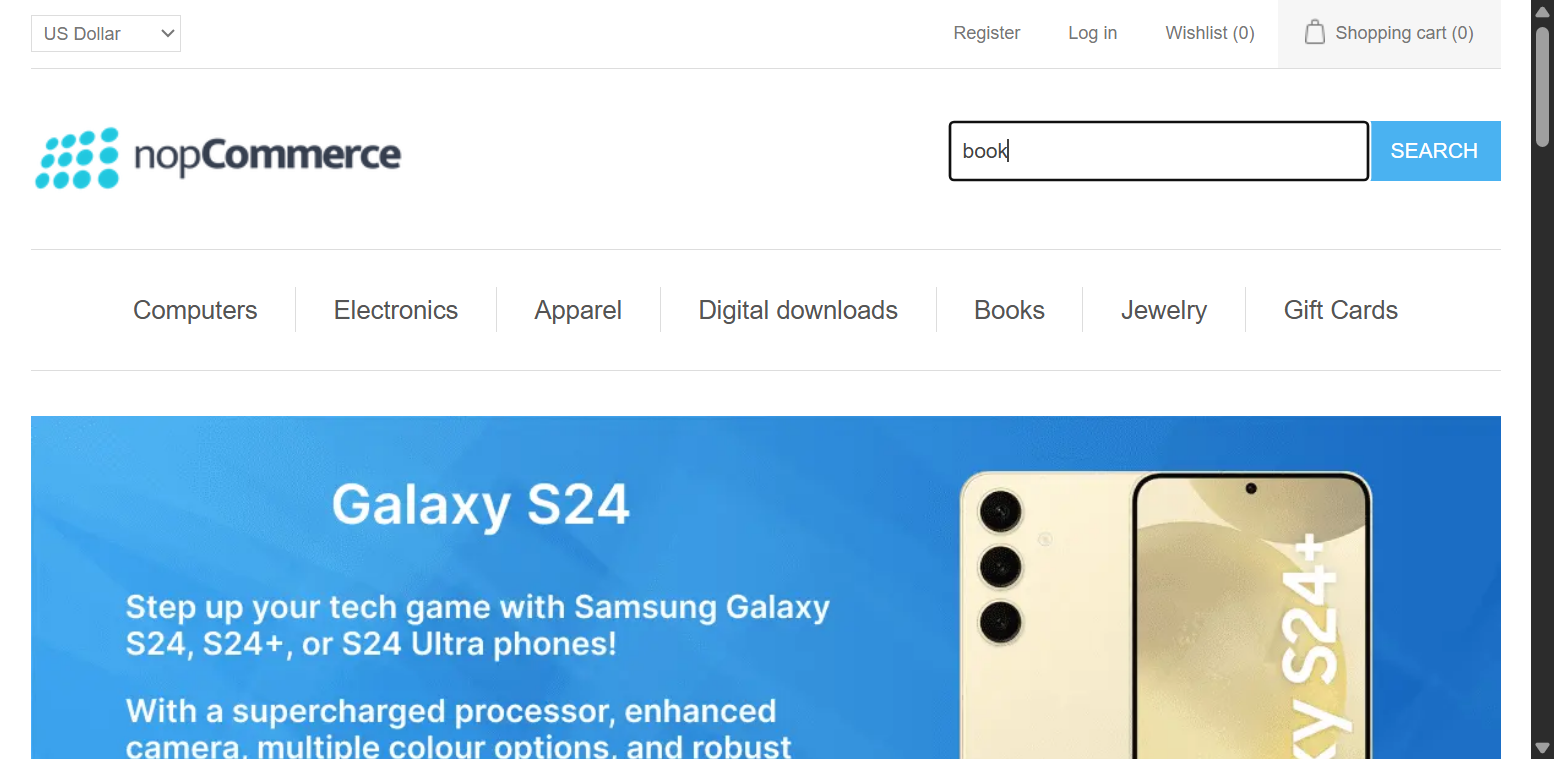 US Dollar
Register
Log in
Wishlist (0)
Shopping cart (0)
nopCommerce
book
SEARCH
Computers
Electronics
Apparel
Digital downloads
Books
Jewelry
Gift Cards
Galaxy S24
Step up your tech game with Samsung Galaxy
S24, S24+, or S24 Ultra phones!
With a supercharged processor, enhanced
camera, multiple colour options, and robust
xy S24+